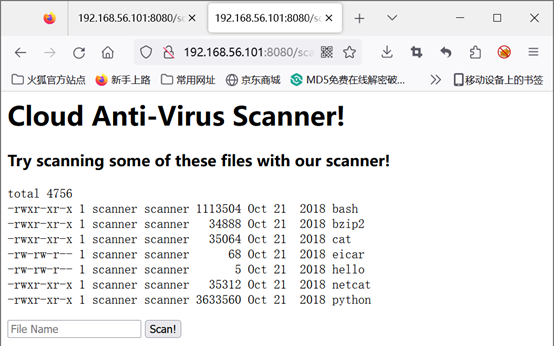 192.168.56.101:8080/sc
192.168.56.101:8080/sc
192.168.56.101:8080/sca
火狐官方站点 新手上路 常用网址 京东商城 MD5免费在线解密破... 移动设备上的书签
Cloud Anti-Virus Scanner!
Try scanning some of these files with our scanner!
total 4756
-rwxr-xr-x 1 scanner scanner 1113504 Oct 21 2018 bash
-rwxr-xr-x 1 scanner scanner 34888 Oct 21 2018 bzip2
-rwxr-xr-x 1 scanner scanner 35064 Oct 21 2018 cat
-rw-rw-r-- 1 scanner scanner 68 Oct 21 2018 eicar
-rw-rw-r-- 1 scanner scanner 5 Oct 21 2018 hello
-rwxr-xr-x 1 scanner scanner 35312 Oct 21 2018 netcat
-rwxr-xr-x 1 scanner scanner 3633560 Oct 21 2018 python
File Name Scan!